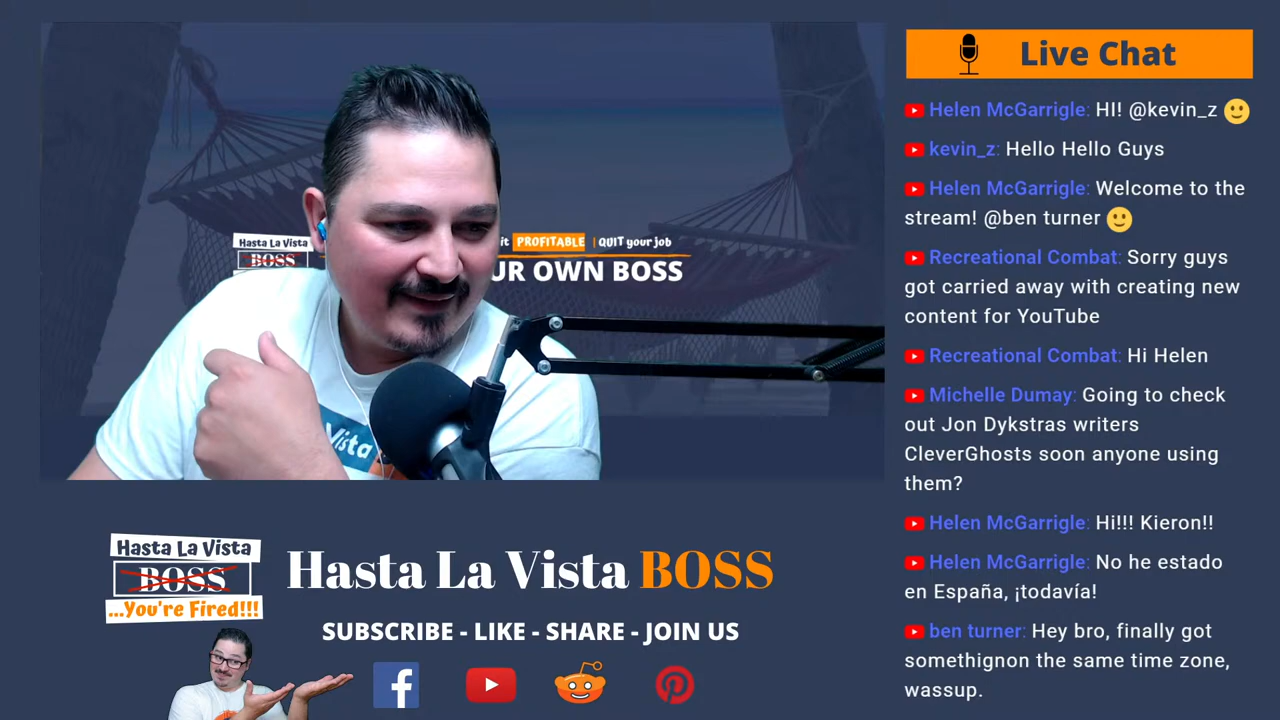 Hasta La Vista
BOSS
it PROFITABLE | QUIT your job
UR OWN BOSS
Vista
Hasta La Vista
BOSS
...You're Fired!!!
Hasta La Vista BOSS
SUBSCRIBE - LIKE - SHARE - JOIN US
Live Chat
Helen McGarrigle: HI! @kevin_z
kevin_z: Hello Hello Guys
Helen McGarrigle: Welcome to the
stream! @ben turner
Recreational Combat: Sorry guys
got carried away with creating new
content for YouTube
Recreational Combat: Hi Helen
Michelle Dumay: Going to check
out Jon Dykstras writers
CleverGhosts soon anyone using
them?
Helen McGarrigle: Hi!!! Kieron!!
Helen McGarrigle: No he estado
en España, ¡todavía!
ben turner: Hey bro, finally got
somethignon the same time zone,
wassup.